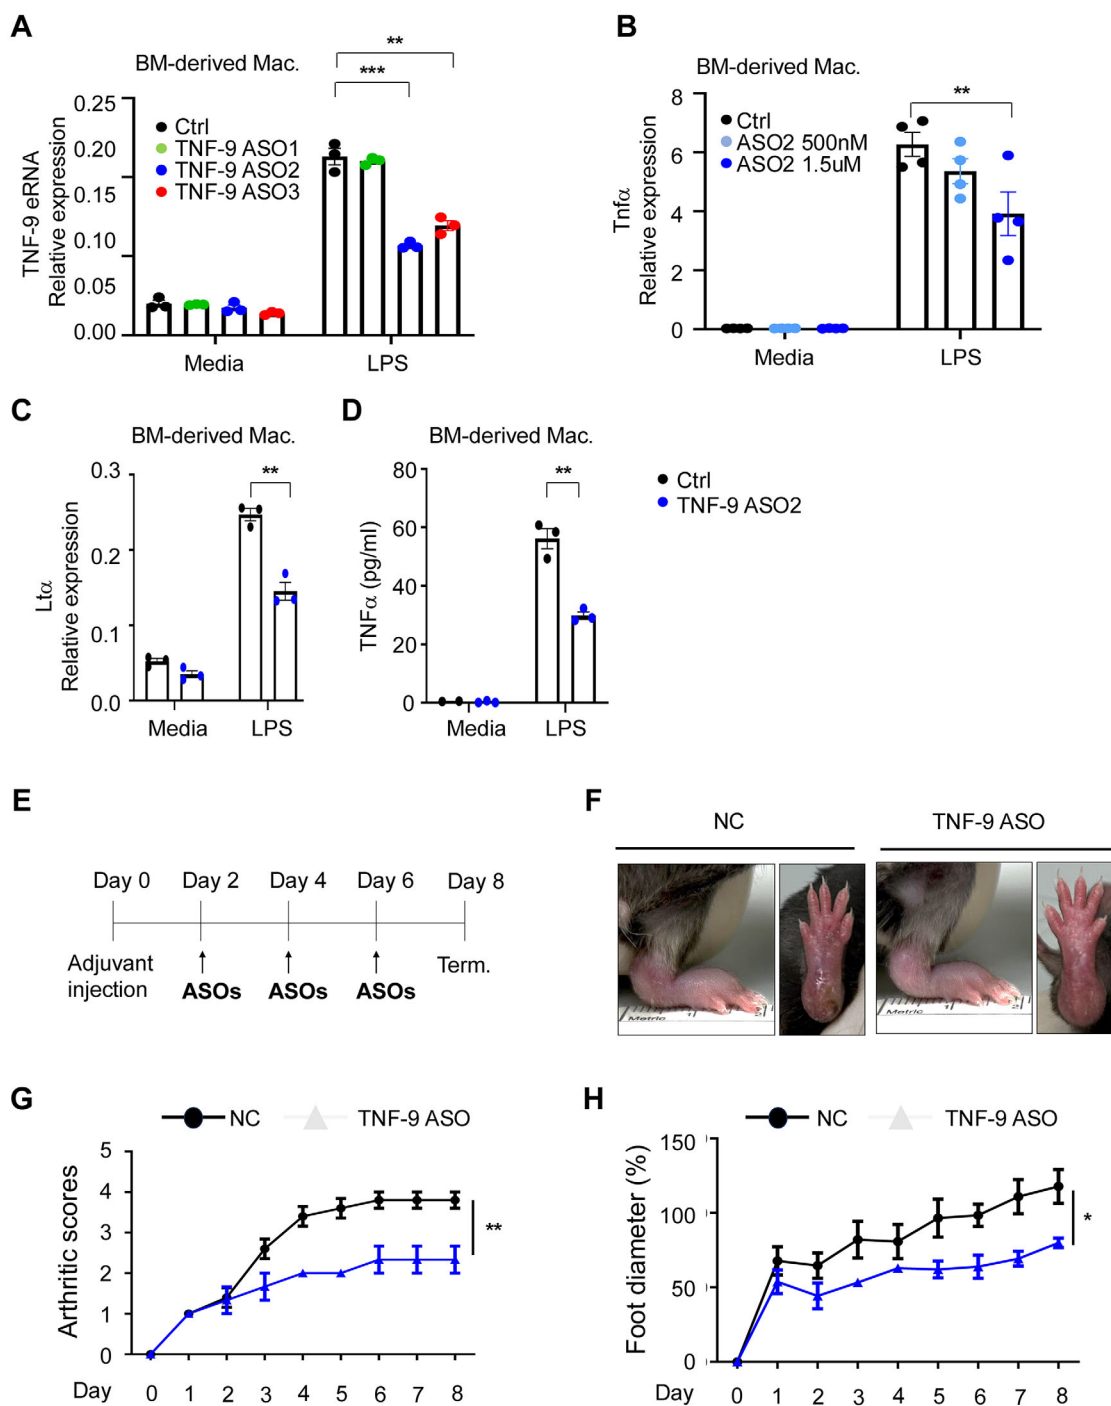 A
BM-derived Mac.
TNF-9 eRNA
Relative expression
0.25
0.20
0.15
0.10
0.05
0.00
Ctrl
TNF-9 ASO1
TNF-9 ASO2
TNF-9 ASO3
**
***
Media
LPS
B
BM-derived Mac.
Tnfα
Relative expression
8
6
4
2
0
Ctrl
ASO2 500nM
ASO2 1.5uM
**
Media
LPS
C
BM-derived Mac.
Ltα
Relative expression
0.3
0.2
0.1
0.0
**
Media
LPS
D
BM-derived Mac.
TNFα (pg/ml)
80
60
40
20
0
**
Media
LPS
Ctrl
TNF-9 ASO2
E
Day 0
Day 2
Day 4
Day 6
Day 8
Adjuvant
injection
ASOs
ASOs
ASOs
Term.
F
NC
TNF-9 ASO
Metric
1
2
Metric
1
2
G
NC
TNF-9 ASO
Arthritic scores
5
4
3
2
1
0
**
Day
0 1 2 3 4 5 6 7 8
H
NC
TNF-9 ASO
Foot diameter (%)
150
100
50
0
*
Day
0 1 2 3 4 5 6 7 8